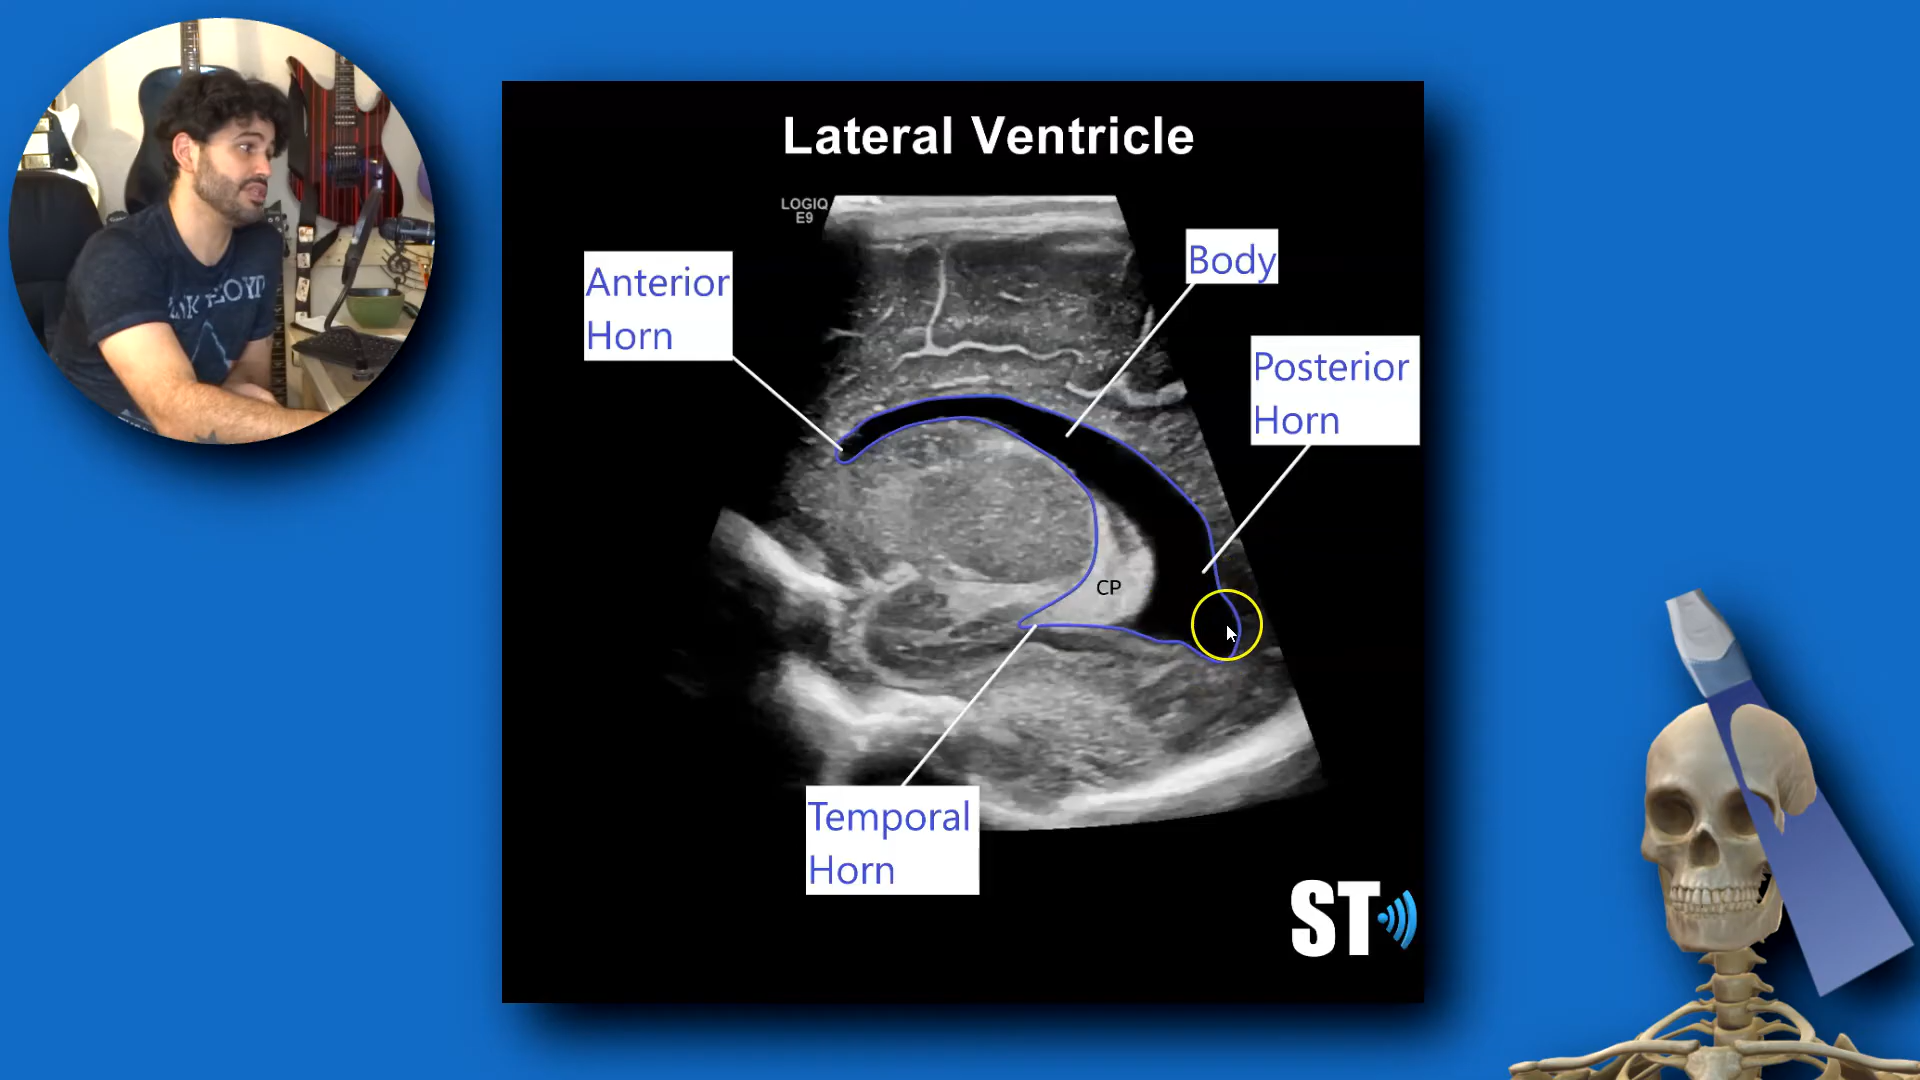 Lateral Ventricle
LOGIQ
E9
Body
Anterior
Horn
Posterior
Horn
CP
Temporal
Horn
ST